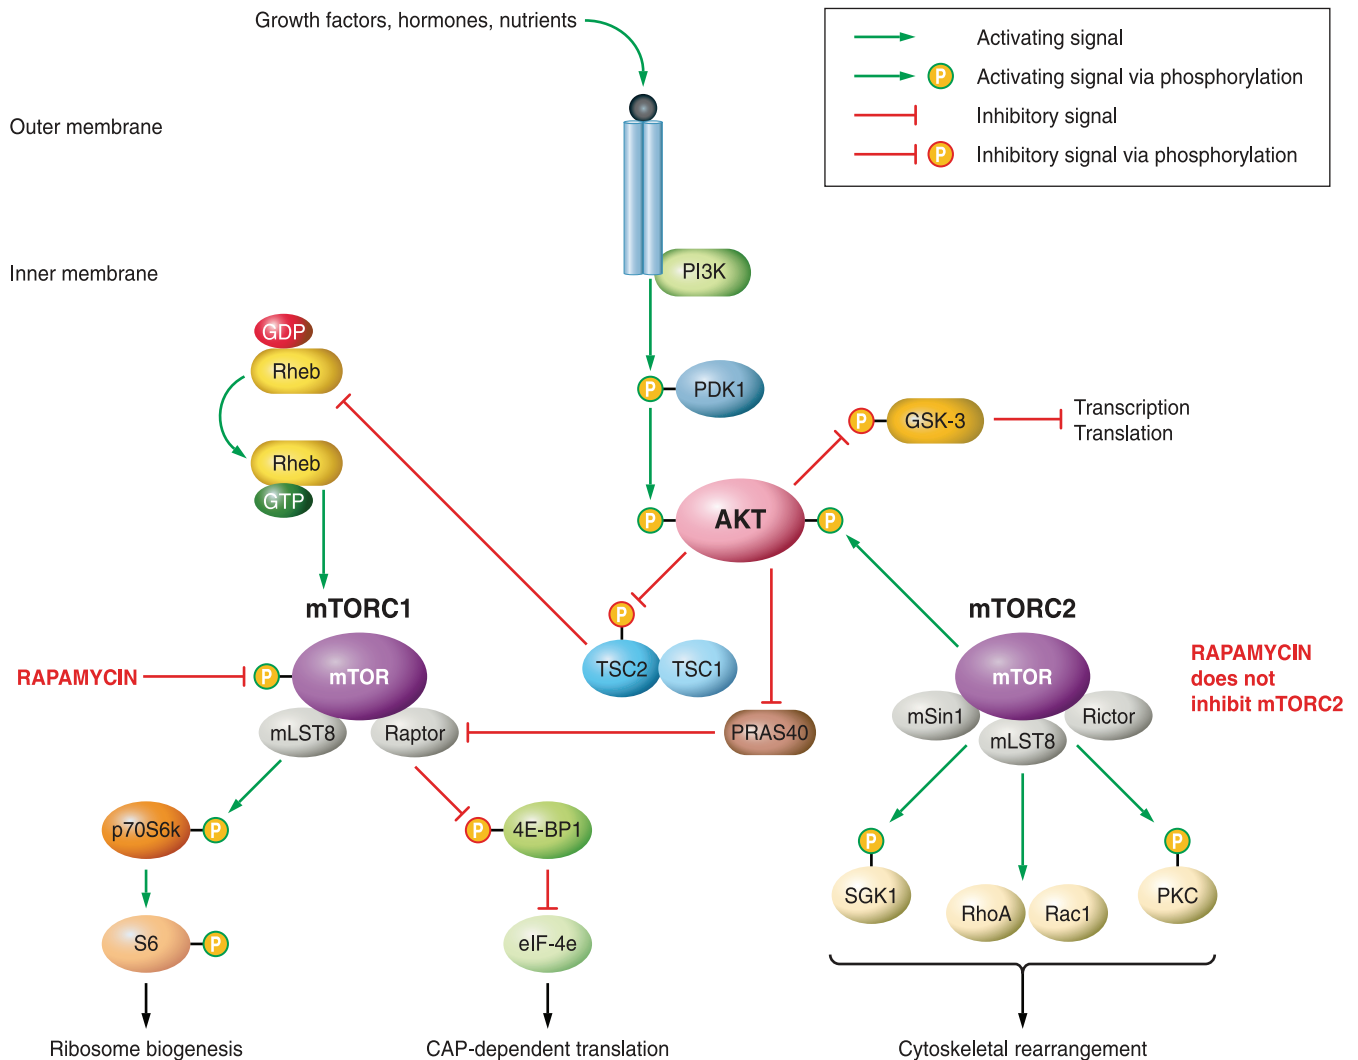 Growth factors, hormones, nutrients
Activating signal
P Activating signal via phosphorylation
Inhibitory signal
P Inhibitory signal via phosphorylation
Outer membrane
Inner membrane
PI3K
GDP
Rheb
P PDK1
P GSK-3
Transcription
Translation
Rheb
GTP
P AKT P
mTORC1
P
mTORC2
TSC2 TSC1
RAPAMYCIN P mTOR
mTOR
RAPAMYCIN
does not
inhibit mTORC2
mLST8 Raptor
PRAS40
mSin1 mLST8 Rictor
p70S6k P
P 4E-BP1
P
SGK1
RhoA Rac1
P
PKC
S6 P
eIF-4e
Ribosome biogenesis
CAP-dependent translation
Cytoskeletal rearrangement